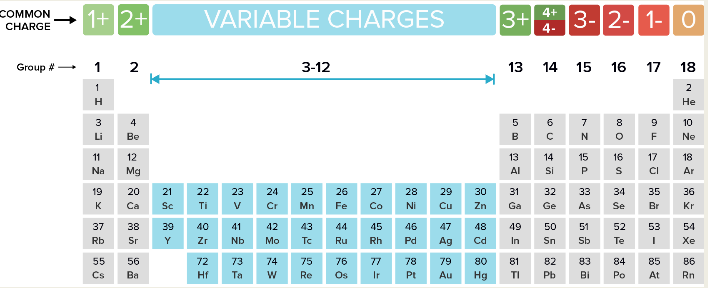 COMMON CHARGE → 1+ 2+ VARIABLE CHARGES 3+ 4+ 4- 3- 2- 1- 0
Group # → 1 2 3-12 13 14 15 16 17 18
1 2
H He
3 4 5 6 7 8 9 10
Li Be B C N O F Ne
11 12 13 14 15 16 17 18
Na Mg Al Si P S Cl Ar
19 20 21 22 23 24 25 26 27 28 29 30 31 32 33 34 35 36
K Ca Sc Ti V Cr Mn Fe Co Ni Cu Zn Ga Ge As Se Br Kr
37 38 39 40 41 42 43 44 45 46 47 48 49 50 51 52 53 54
Rb Sr Y Zr Nb Mo Tc Ru Rh Pd Ag Cd In Sn Sb Te I Xe
55 56 72 73 74 75 76 77 78 79 80 81 82 83 84 85 86
Cs Ba Hf Ta W Re Os Ir Pt Au Hg Tl Pb Bi Po At Rn